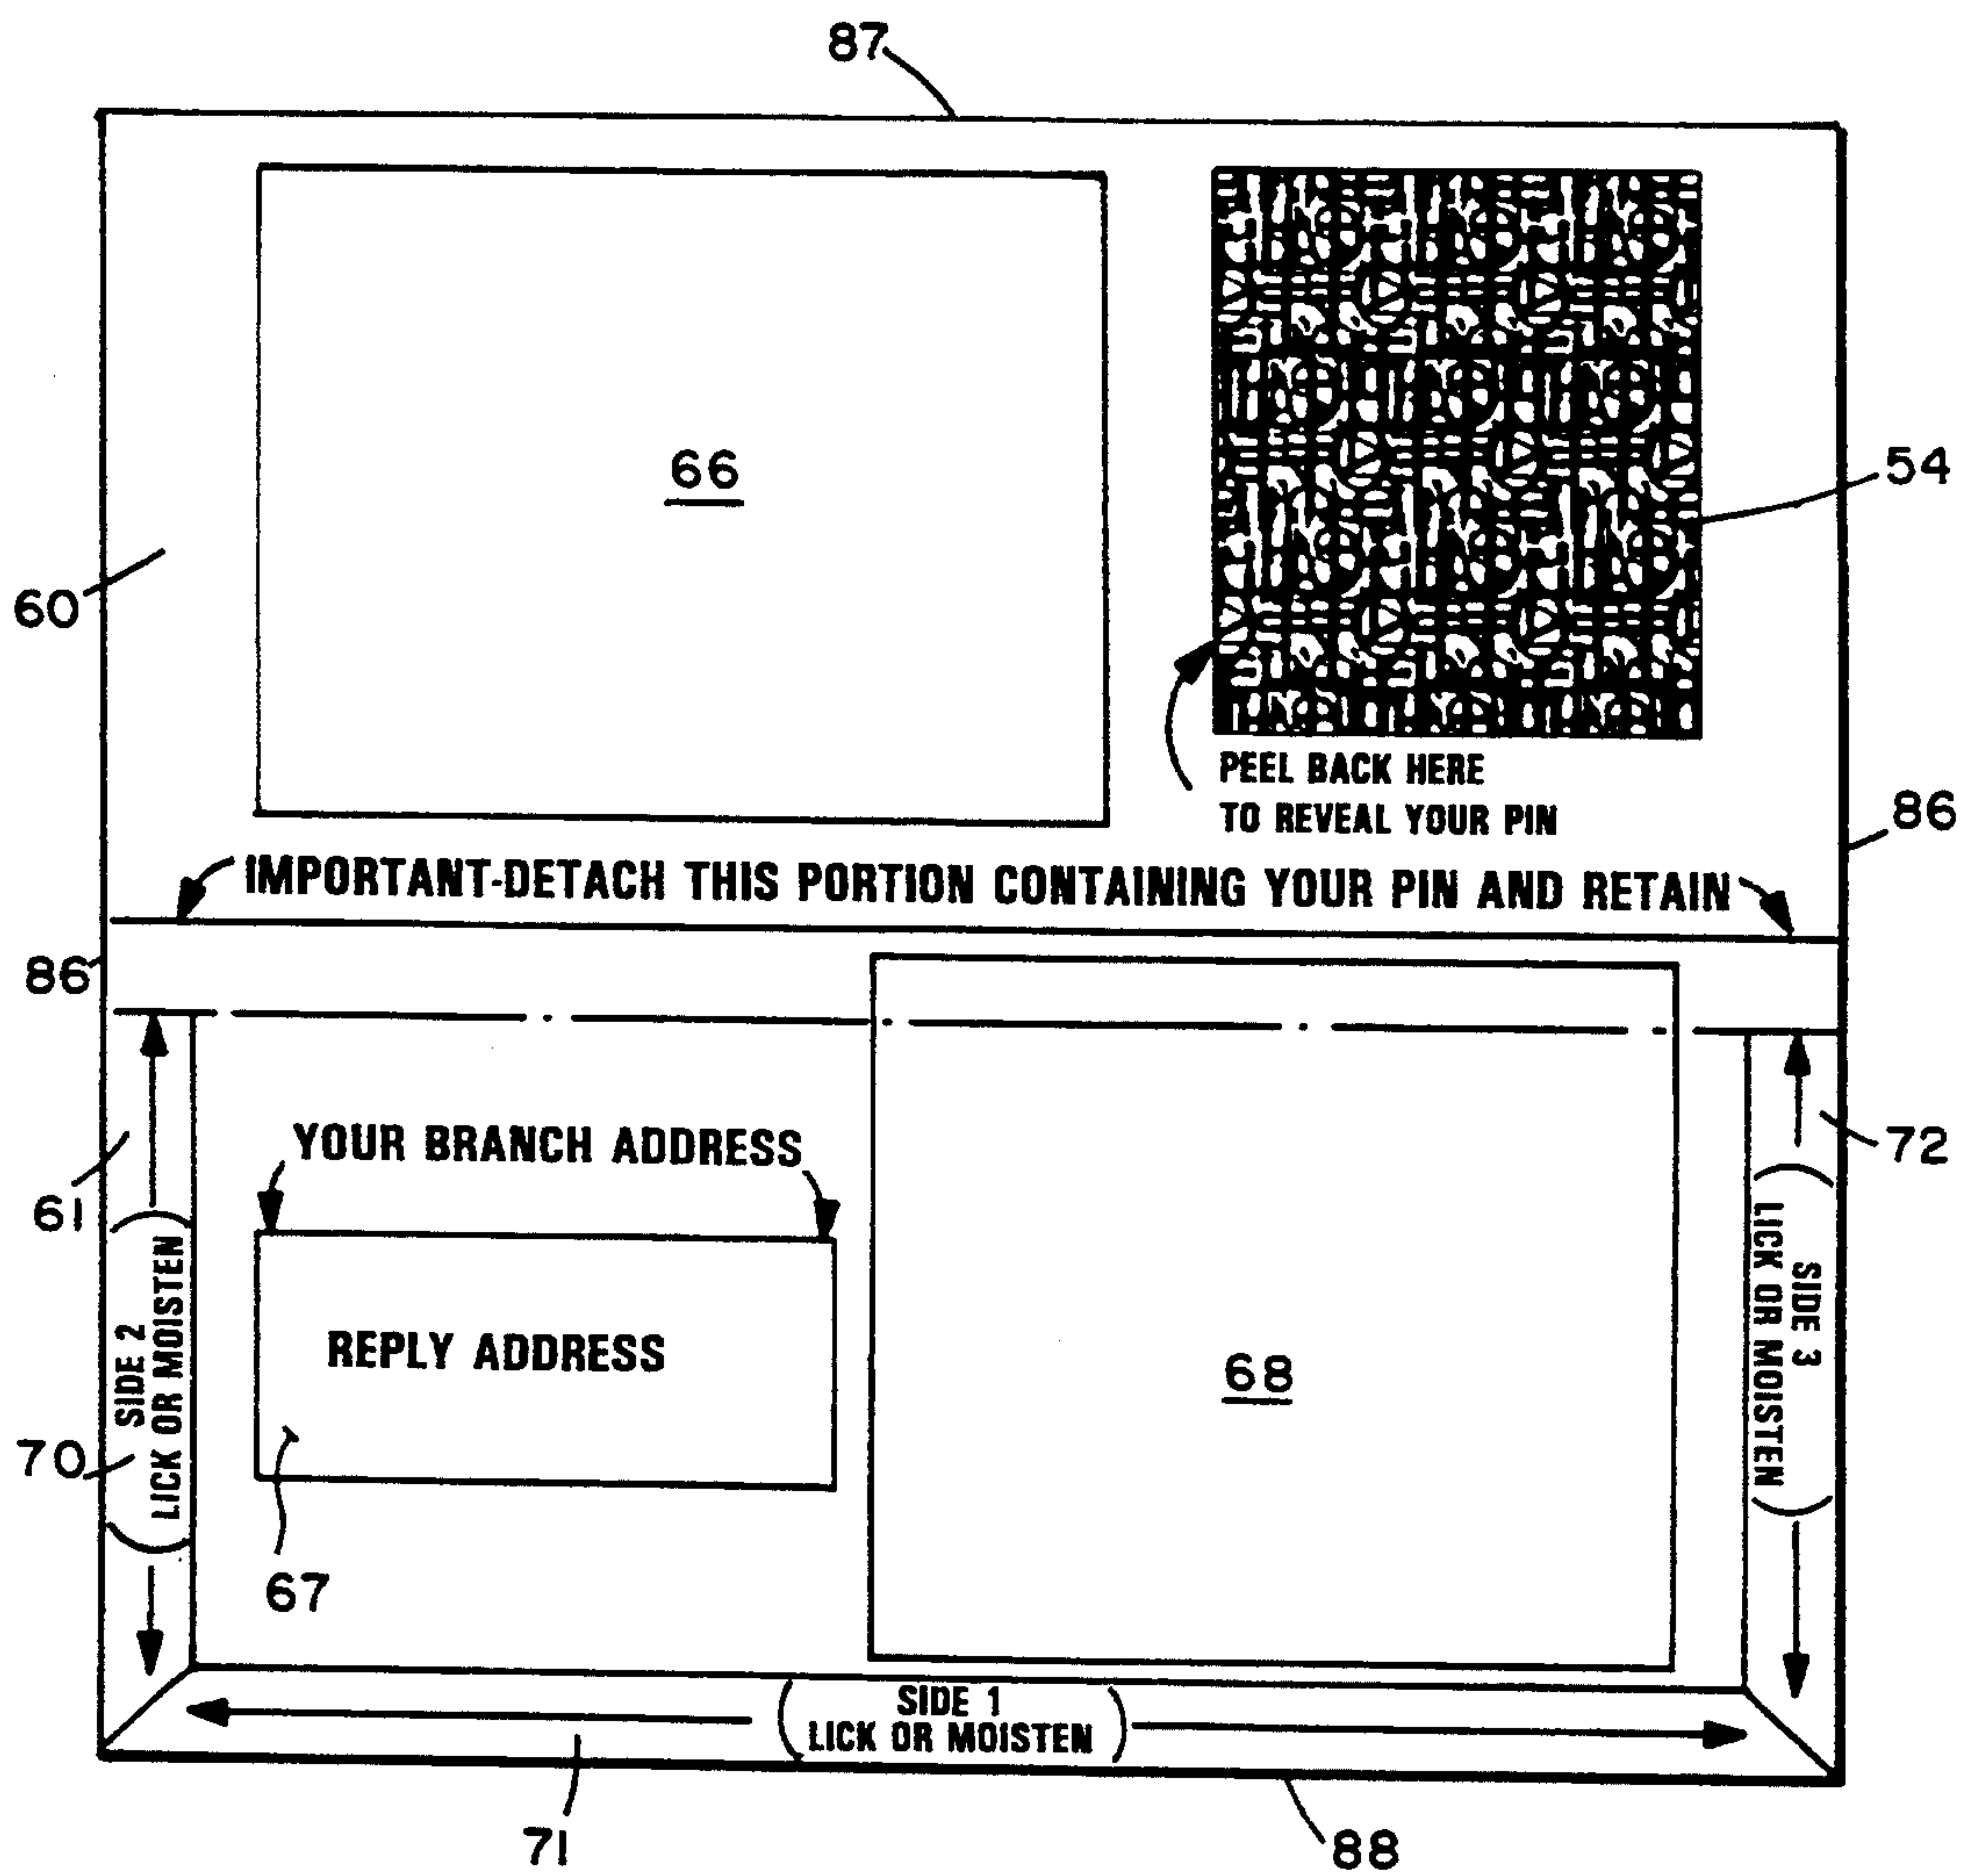 87
66
54
60
PEEL BACK HERE
TO REVEAL YOUR PIN
86
IMPORTANT-DETACH THIS PORTION CONTAINING YOUR PIN AND RETAIN
86
72
61
YOUR BRANCH ADDRESS
REPLY ADDRESS
67
68
SIDE 2
LICK OR MOISTEN
70
SIDE 3
LICK OR MOISTEN
SIDE 1
LICK OR MOISTEN
71
88